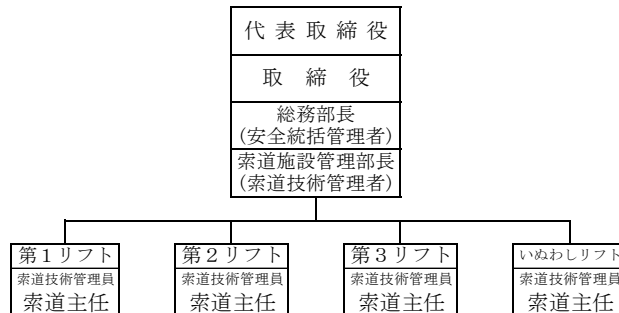 代表取締役
取締役
総務部長
(安全統括管理者)
索道施設管理部長
(索道技術管理者)
第1リフト
索道技術管理員
索道主任
第2リフト
索道技術管理員
索道主任
第3リフト
索道技術管理員
索道主任
いぬわしリフト
索道技術管理員
索道主任